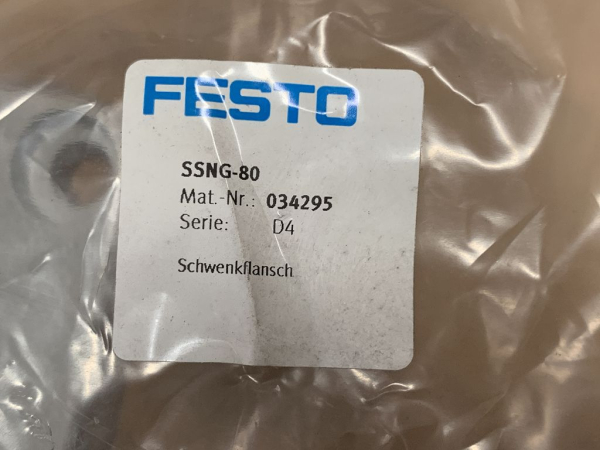 FESTO
SSNG-80
Mat.-Nr.: 034295
Serie: D4
Schwenkflansch